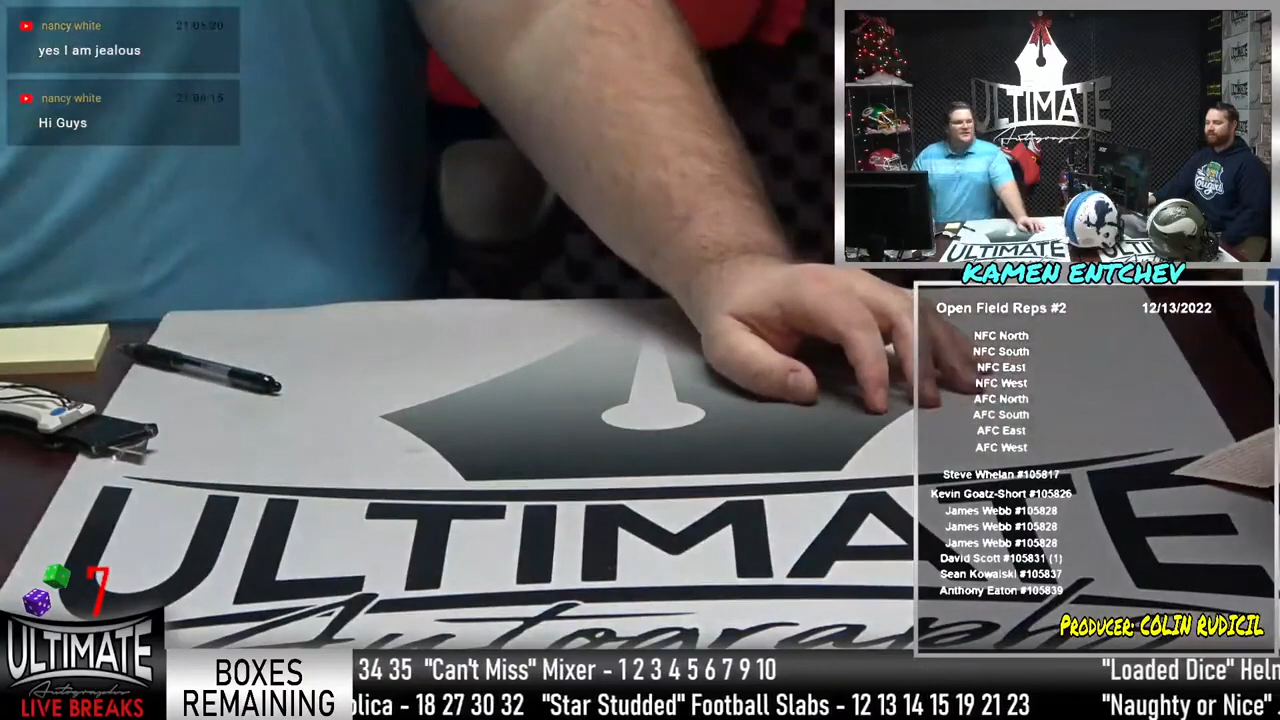 nancy white 21:05:20
yes I am jealous
nancy white 21:06:15
Hi Guys
ULTIMATE
Autographs
ULTIMATE
KAMEN ENTCHEV
Open Field Reps #2 12/13/2022
NFC North
NFC South
NFC East
NFC West
AFC North
AFC South
AFC East
AFC West
Steve Whelan #105817
Kevin Goatz-Short #105826
James Webb #105828
James Webb #105828
James Webb #105828
David Scott #105831 (1)
Sean Kowalski #105837
Anthony Eaton #105839
Producer: COLIN RUDICIL
ULTIMATE
Autographs
7
ULTIMATE
Autographs
LIVE BREAKS
BOXES
REMAINING
34 35 "Can't Miss" Mixer - 1 2 3 4 5 6 7 9 10 "Loaded Dice" Helm
plica - 18 27 30 32 "Star Studded" Football Slabs - 12 13 14 15 19 21 23 "Naughty or Nice"